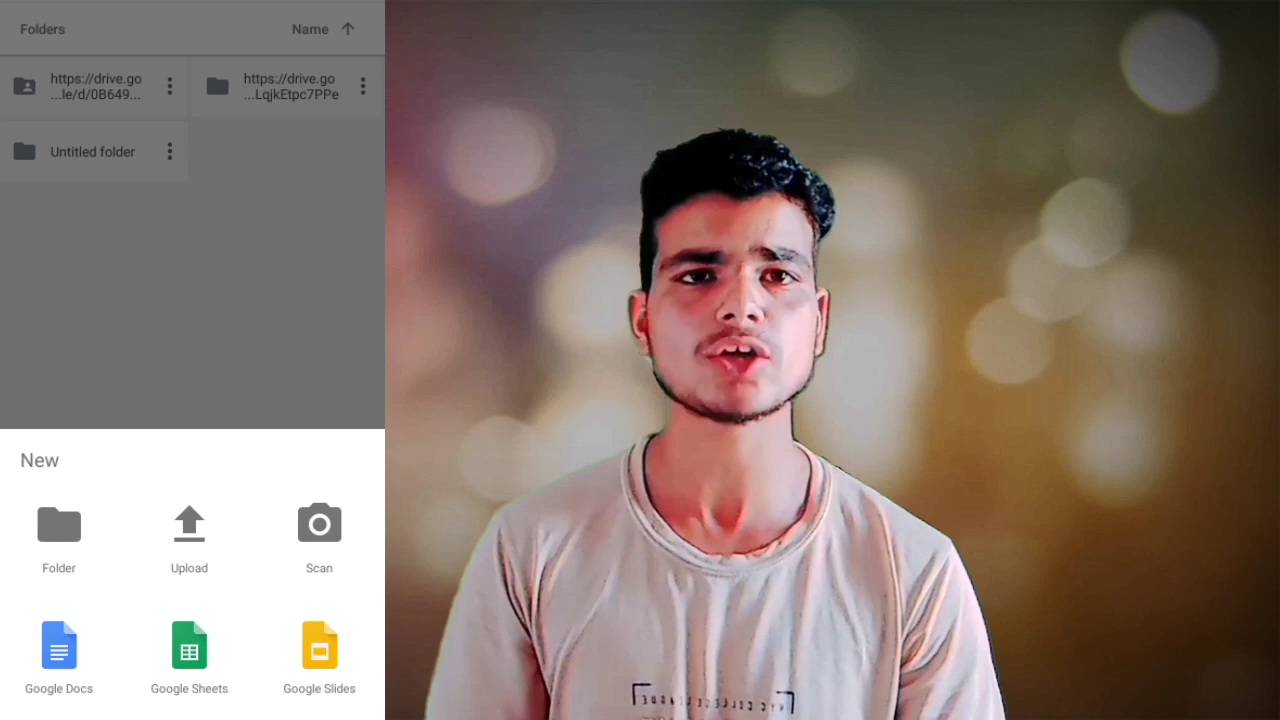 Folders
Name
https://drive.go
...le/d/0B649...
https://drive.go
...LqjkEtpc7PPe
Untitled folder
New
Folder
Upload
Scan
Google Docs
Google Sheets
Google Slides